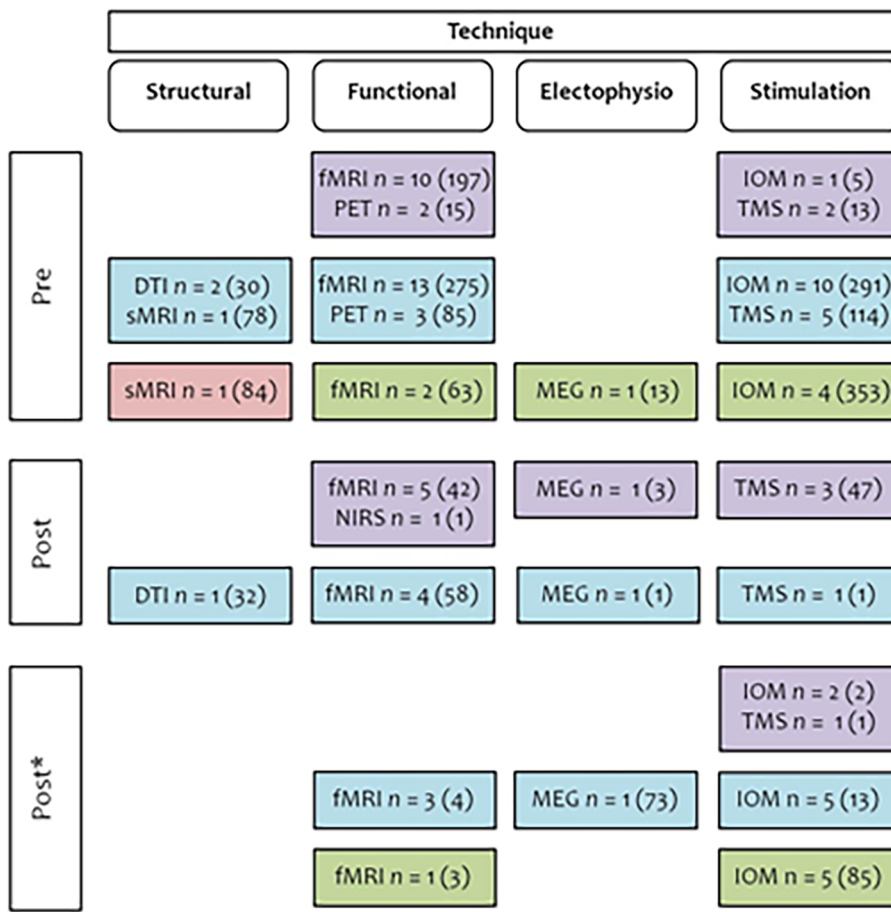 Technique
Structural Functional Electophysio Stimulation
Pre
fMRI n = 10 (197)
PET n = 2 (15)
IOM n = 1 (5)
TMS n = 2 (13)
DTI n = 2 (30)
sMRI n = 1 (78)
fMRI n = 13 (275)
PET n = 3 (85)
IOM n = 10 (291)
TMS n = 5 (114)
sMRI n = 1 (84)
fMRI n = 2 (63)
MEG n = 1 (13)
IOM n = 4 (353)
Post
fMRI n = 5 (42)
NIRS n = 1 (1)
MEG n = 1 (3)
TMS n = 3 (47)
DTI n = 1 (32)
fMRI n = 4 (58)
MEG n = 1 (1)
TMS n = 1 (1)
Post*
IOM n = 2 (2)
TMS n = 1 (1)
fMRI n = 3 (4)
MEG n = 1 (73)
IOM n = 5 (13)
fMRI n = 1 (3)
IOM n = 5 (85)